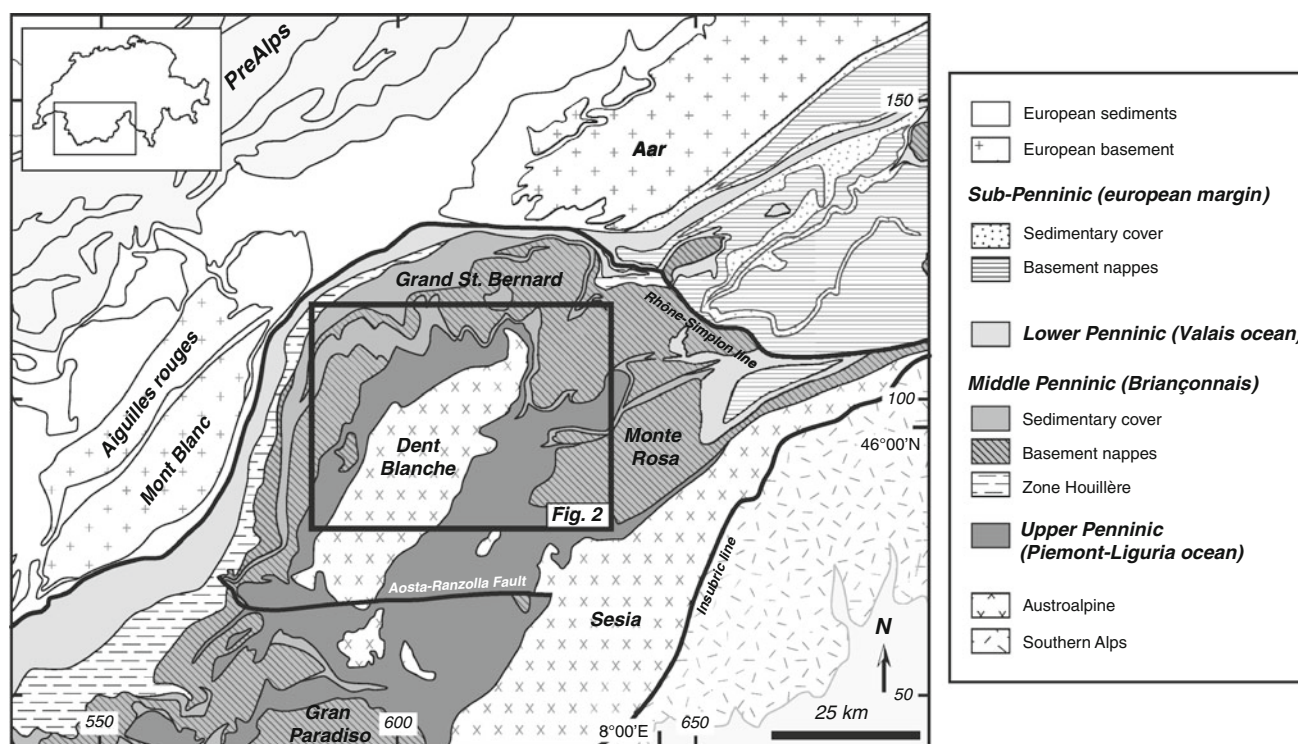 PreAlps
150
Aar
Grand St. Bernard
Rhône-Simplon line
Aiguilles rouges
Mont Blanc
100
46°00'N
Dent
Blanche
Monte
Rosa
Fig. 2
Insubric line
Aosta-Ranzolla Fault
Sesia
N
550
Gran
Paradiso
600
8°00'E
650
50
25 km
European sediments
European basement
Sub-Penninic (european margin)
Sedimentary cover
Basement nappes
Lower Penninic (Valais ocean)
Middle Penninic (Briançonnais)
Sedimentary cover
Basement nappes
Zone Houillère
Upper Penninic
(Piemont-Liguria ocean)
Austroalpine
Southern Alps